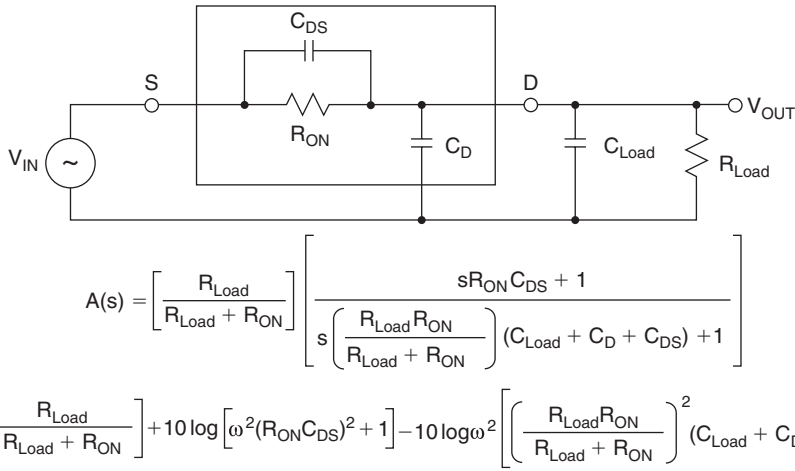 C_DS
S
D
V_OUT
R_ON
V_IN
~
C_D
C_Load
R_Load
A(s) = [ R_Load / (R_Load + R_ON) ] [ (sR_ON C_DS + 1) / ( s ( R_Load R_ON / (R_Load + R_ON) ) (C_Load + C_D + C_DS) + 1 ) ]
R_Load / (R_Load + R_ON) ] + 10 log [ ω²(R_ON C_DS)² + 1 ] − 10 logω² [ ( R_Load R_ON / (R_Load + R_ON) )² (C_Load + C_D